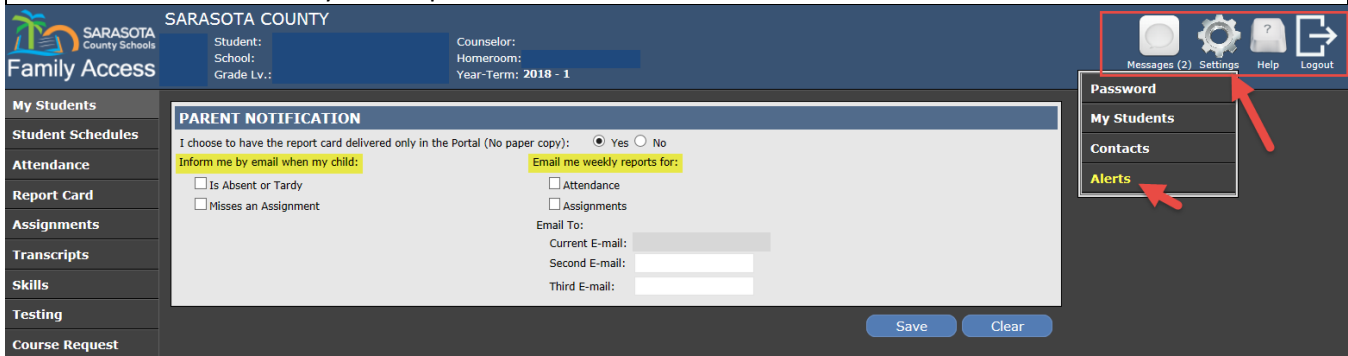 SARASOTA
County Schools
Family Access
SARASOTA COUNTY
Student:
School:
Grade Lv.:
Counselor:
Homeroom:
Year-Term: 2018 - 1
Messages (2) Settings Help Logout
Password
My Students
Contacts
Alerts
My Students
Student Schedules
Attendance
Report Card
Assignments
Transcripts
Skills
Testing
Course Request
PARENT NOTIFICATION
I choose to have the report card delivered only in the Portal (No paper copy): Yes No
Inform me by email when my child:
Is Absent or Tardy
Misses an Assignment
Email me weekly reports for:
Attendance
Assignments
Email To:
Current E-mail:
Second E-mail:
Third E-mail:
Save Clear